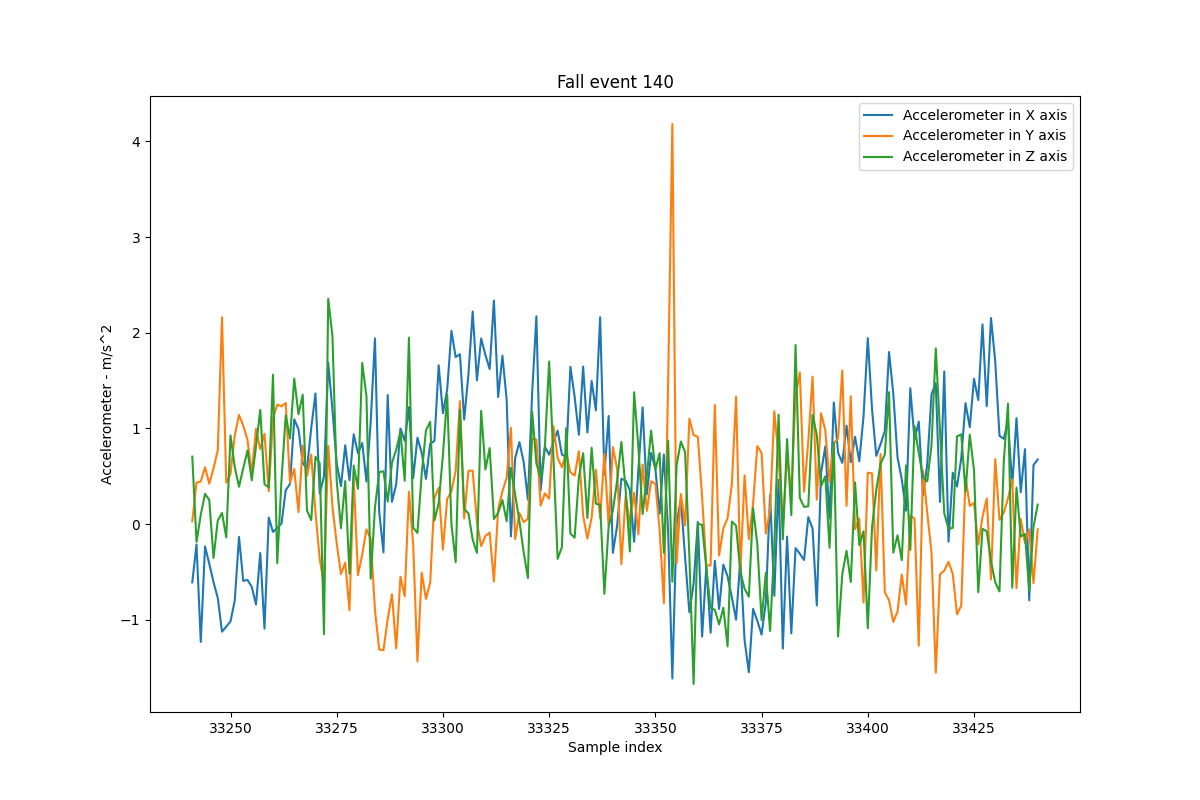 Fall event 140
Accelerometer in X axis
Accelerometer in Y axis
Accelerometer in Z axis
Accelerometer - m/s^2
4
3
2
1
0
−1
33250 33275 33300 33325 33350 33375 33400 33425
Sample index